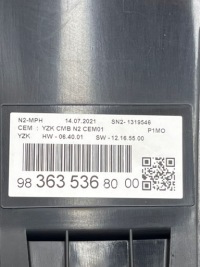 N2-MPH 14.07.2021 SN2- 1319546
CEM : YZK CMB N2 CEM01 P1MO
YZK HW - 06.40.01 SW - 12.16.55.00
98 363 536 80 00